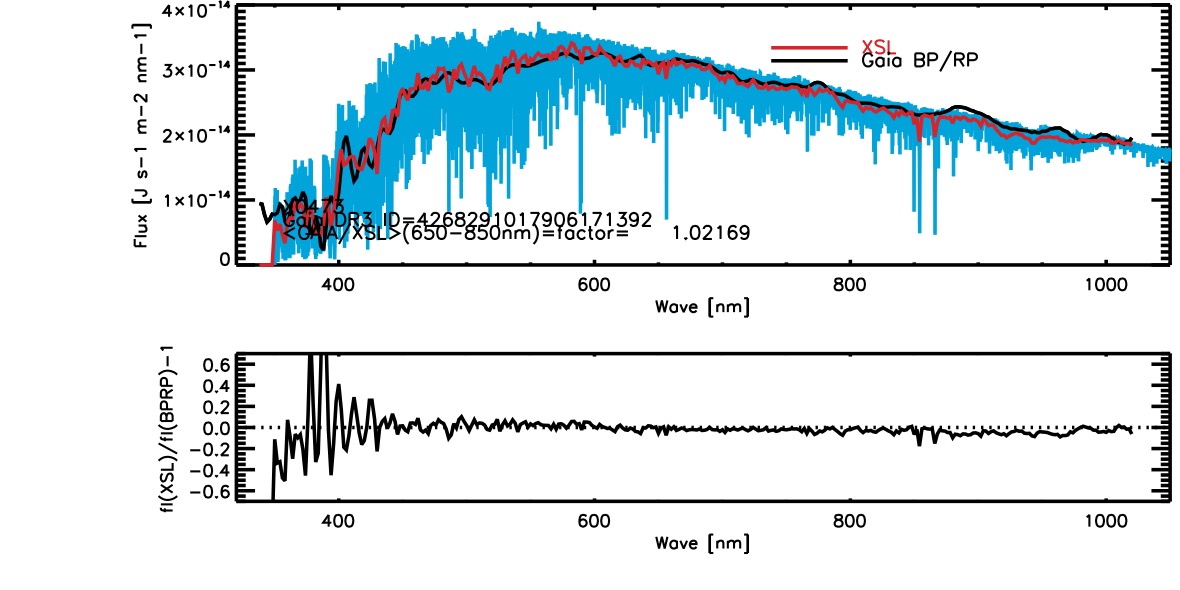 4×10−14
3×10−14
2×10−14
1×10−14
0
Flux [J s−1 m−2 nm−1]
XSL
Gaia BP/RP
X0473
Gaia DR3 ID=4268291017906171392
<GAIA/XSL>(650−850nm)=factor= 1.02169
400 600 800 1000
Wave [nm]
0.6
0.4
0.2
0.0
−0.2
−0.4
−0.6
fl(XSL)/fl(BPRP)−1
400 600 800 1000
Wave [nm]